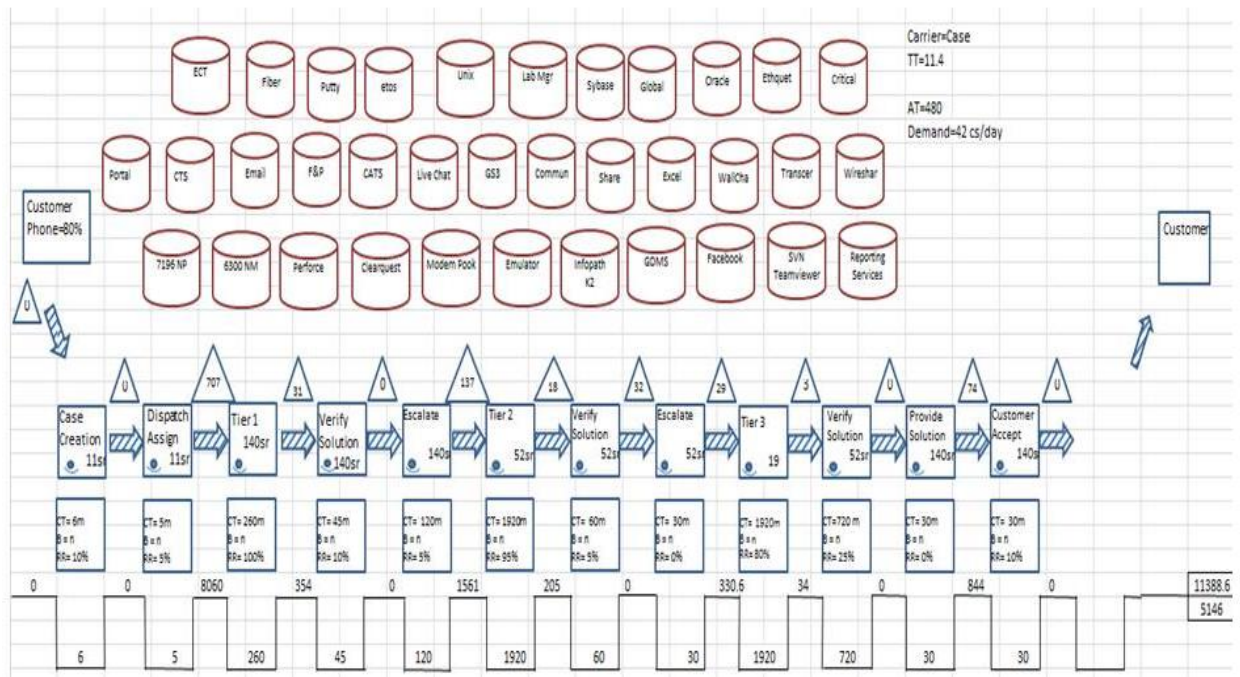 Carrier=Case
TT=11.4
AT=480
Demand=42 cs/day
ECT
Fiber
Putty
etos
Unix
Lab Mgr
Sybase
Global
Oracle
Ethquet
Critical
Portal
CTS
Email
F&P
CATS
Live Chat
GS3
Commun
Share
Excel
WallCha
Transcer
Wireshar
7196 NP
6300 NM
Perforce
Clearquest
Modem Pook
Emulator
Infopath
K2
GDMS
Facebook
SVN
Teamviewer
Reporting
Services
Customer
Phone=80%
Customer
U
U
707
31
0
137
18
32
29
3
U
74
U
Case
Creation
11sr
Dispatch
Assign
11sr
Tier 1
140sr
Verify
Solution
140sr
Escalate
140sr
Tier 2
52sr
Verify
Solution
52sr
Escalate
52sr
Tier 3
19
Verify
Solution
52sr
Provide
Solution
140sr
Customer
Accept
140s
CT= 6m
B = n
RR= 10%
CT= 5m
B = n
RR= 5%
CT= 260m
B = n
RR= 100%
CT= 45m
B = n
RR= 10%
CT= 120m
B = n
RR= 5%
CT= 1920m
B = n
RR= 95%
CT= 60m
B = n
RR= 5%
CT= 30m
B = n
RR= 0%
CT= 1920m
B = n
RR= 80%
CT=720 m
B = n
RR= 25%
CT= 30m
B = n
RR= 0%
CT= 30m
B = n
RR= 10%
0 0 8060 354 0 1561 205 0 330.6 34 0 844 0 11388.6
5146
6 5 260 45 120 1920 60 30 1920 720 30 30